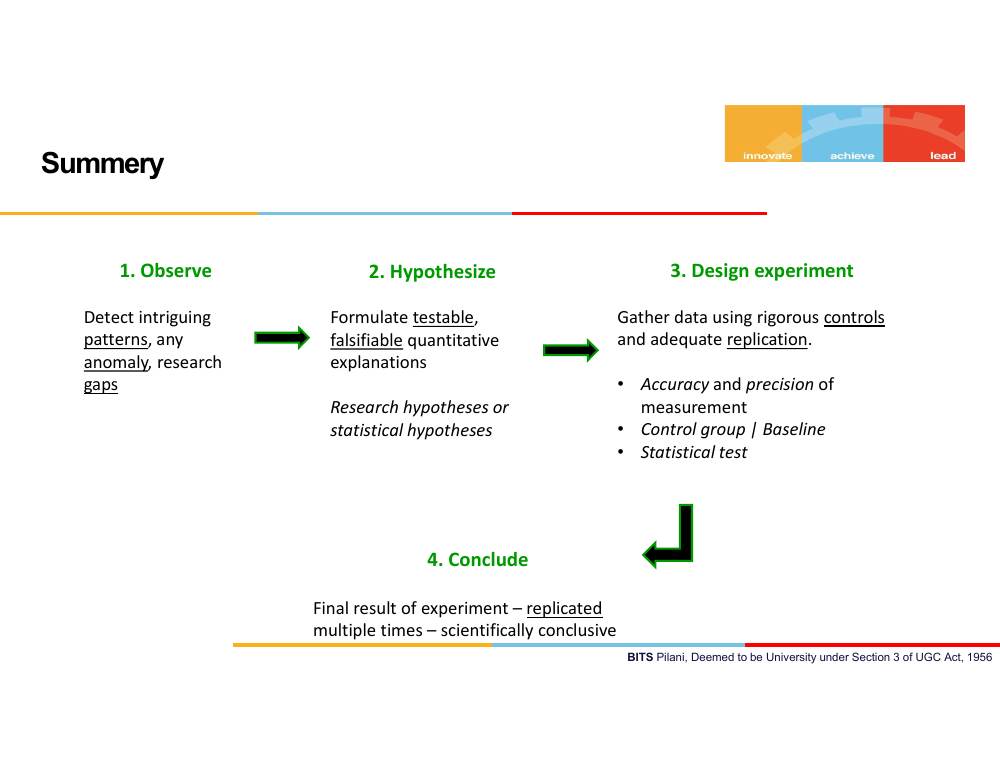 innovate achieve lead
Summery
1. Observe
Detect intriguing
patterns, any
anomaly, research
gaps
2. Hypothesize
Formulate testable,
falsifiable quantitative
explanations
Research hypotheses or
statistical hypotheses
3. Design experiment
Gather data using rigorous controls
and adequate replication.
• Accuracy and precision of
measurement
• Control group | Baseline
• Statistical test
4. Conclude
Final result of experiment – replicated
multiple times – scientifically conclusive
BITS Pilani, Deemed to be University under Section 3 of UGC Act, 1956